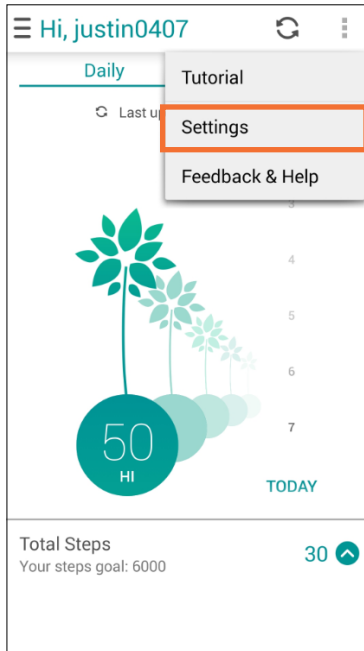 Hi, justin0407
Daily
Tutorial
Last
Settings
Feedback & Help
3
4
5
6
7
50
HI
TODAY
Total Steps
Your steps goal: 6000
30